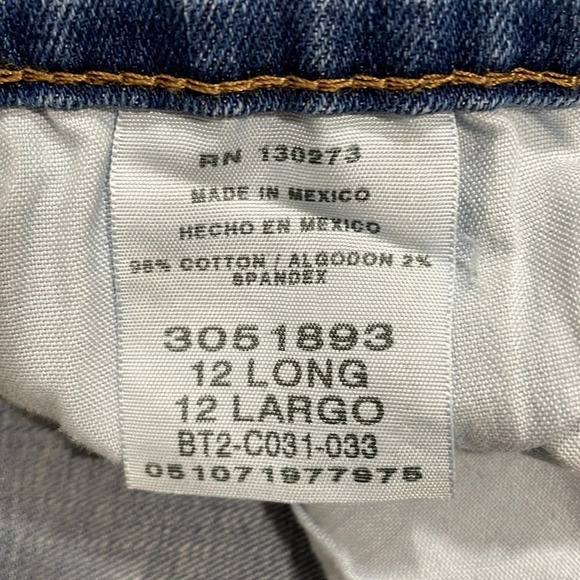 RN 130273
MADE IN MEXICO
HECHO EN MEXICO
98% COTTON / ALGODON 2%
SPANDEX
3051893
12 LONG
12 LARGO
BT2-C031-033
051071977975